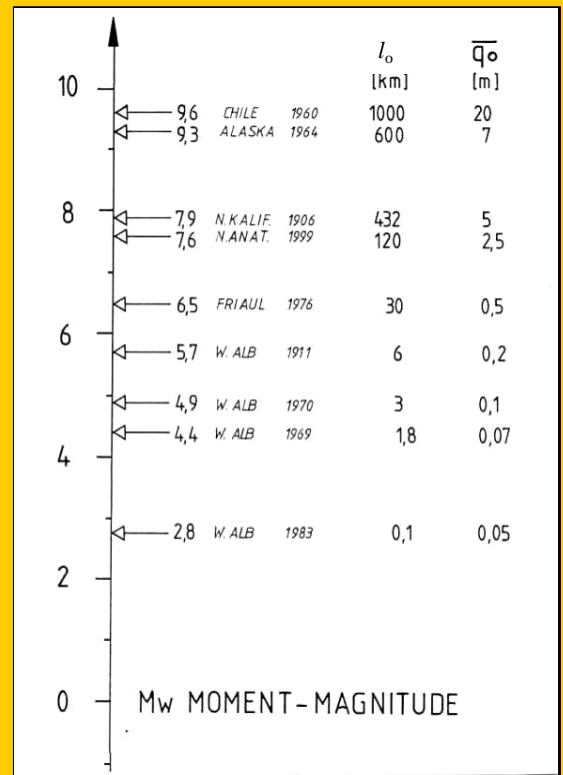 lo q̅o
[km] [m]
10
9,6 CHILE 1960 1000 20
9,3 ALASKA 1964 600 7
8
7,9 N.KALIF. 1906 432 5
7,6 N.ANAT. 1999 120 2,5
6,5 FRIAUL 1976 30 0,5
6
5,7 W. ALB 1911 6 0,2
4,9 W. ALB 1970 3 0,1
4,4 W. ALB 1969 1,8 0,07
4
2,8 W. ALB 1983 0,1 0,05
2
0 Mw MOMENT-MAGNITUDE